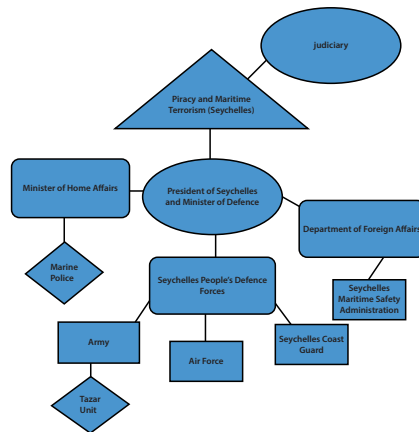 Judiciary
Piracy and Maritime
Terrorism (Seychelles)
Minister of Home Affairs
President of Seychelles
and Minister of Defence
Department of Foreign Affairs
Marine
Police
Seychelles People's Defence
Forces
Seychelles
Maritime Safety
Administration
Army
Air Force
Seychelles Coast
Guard
Tazar
Unit